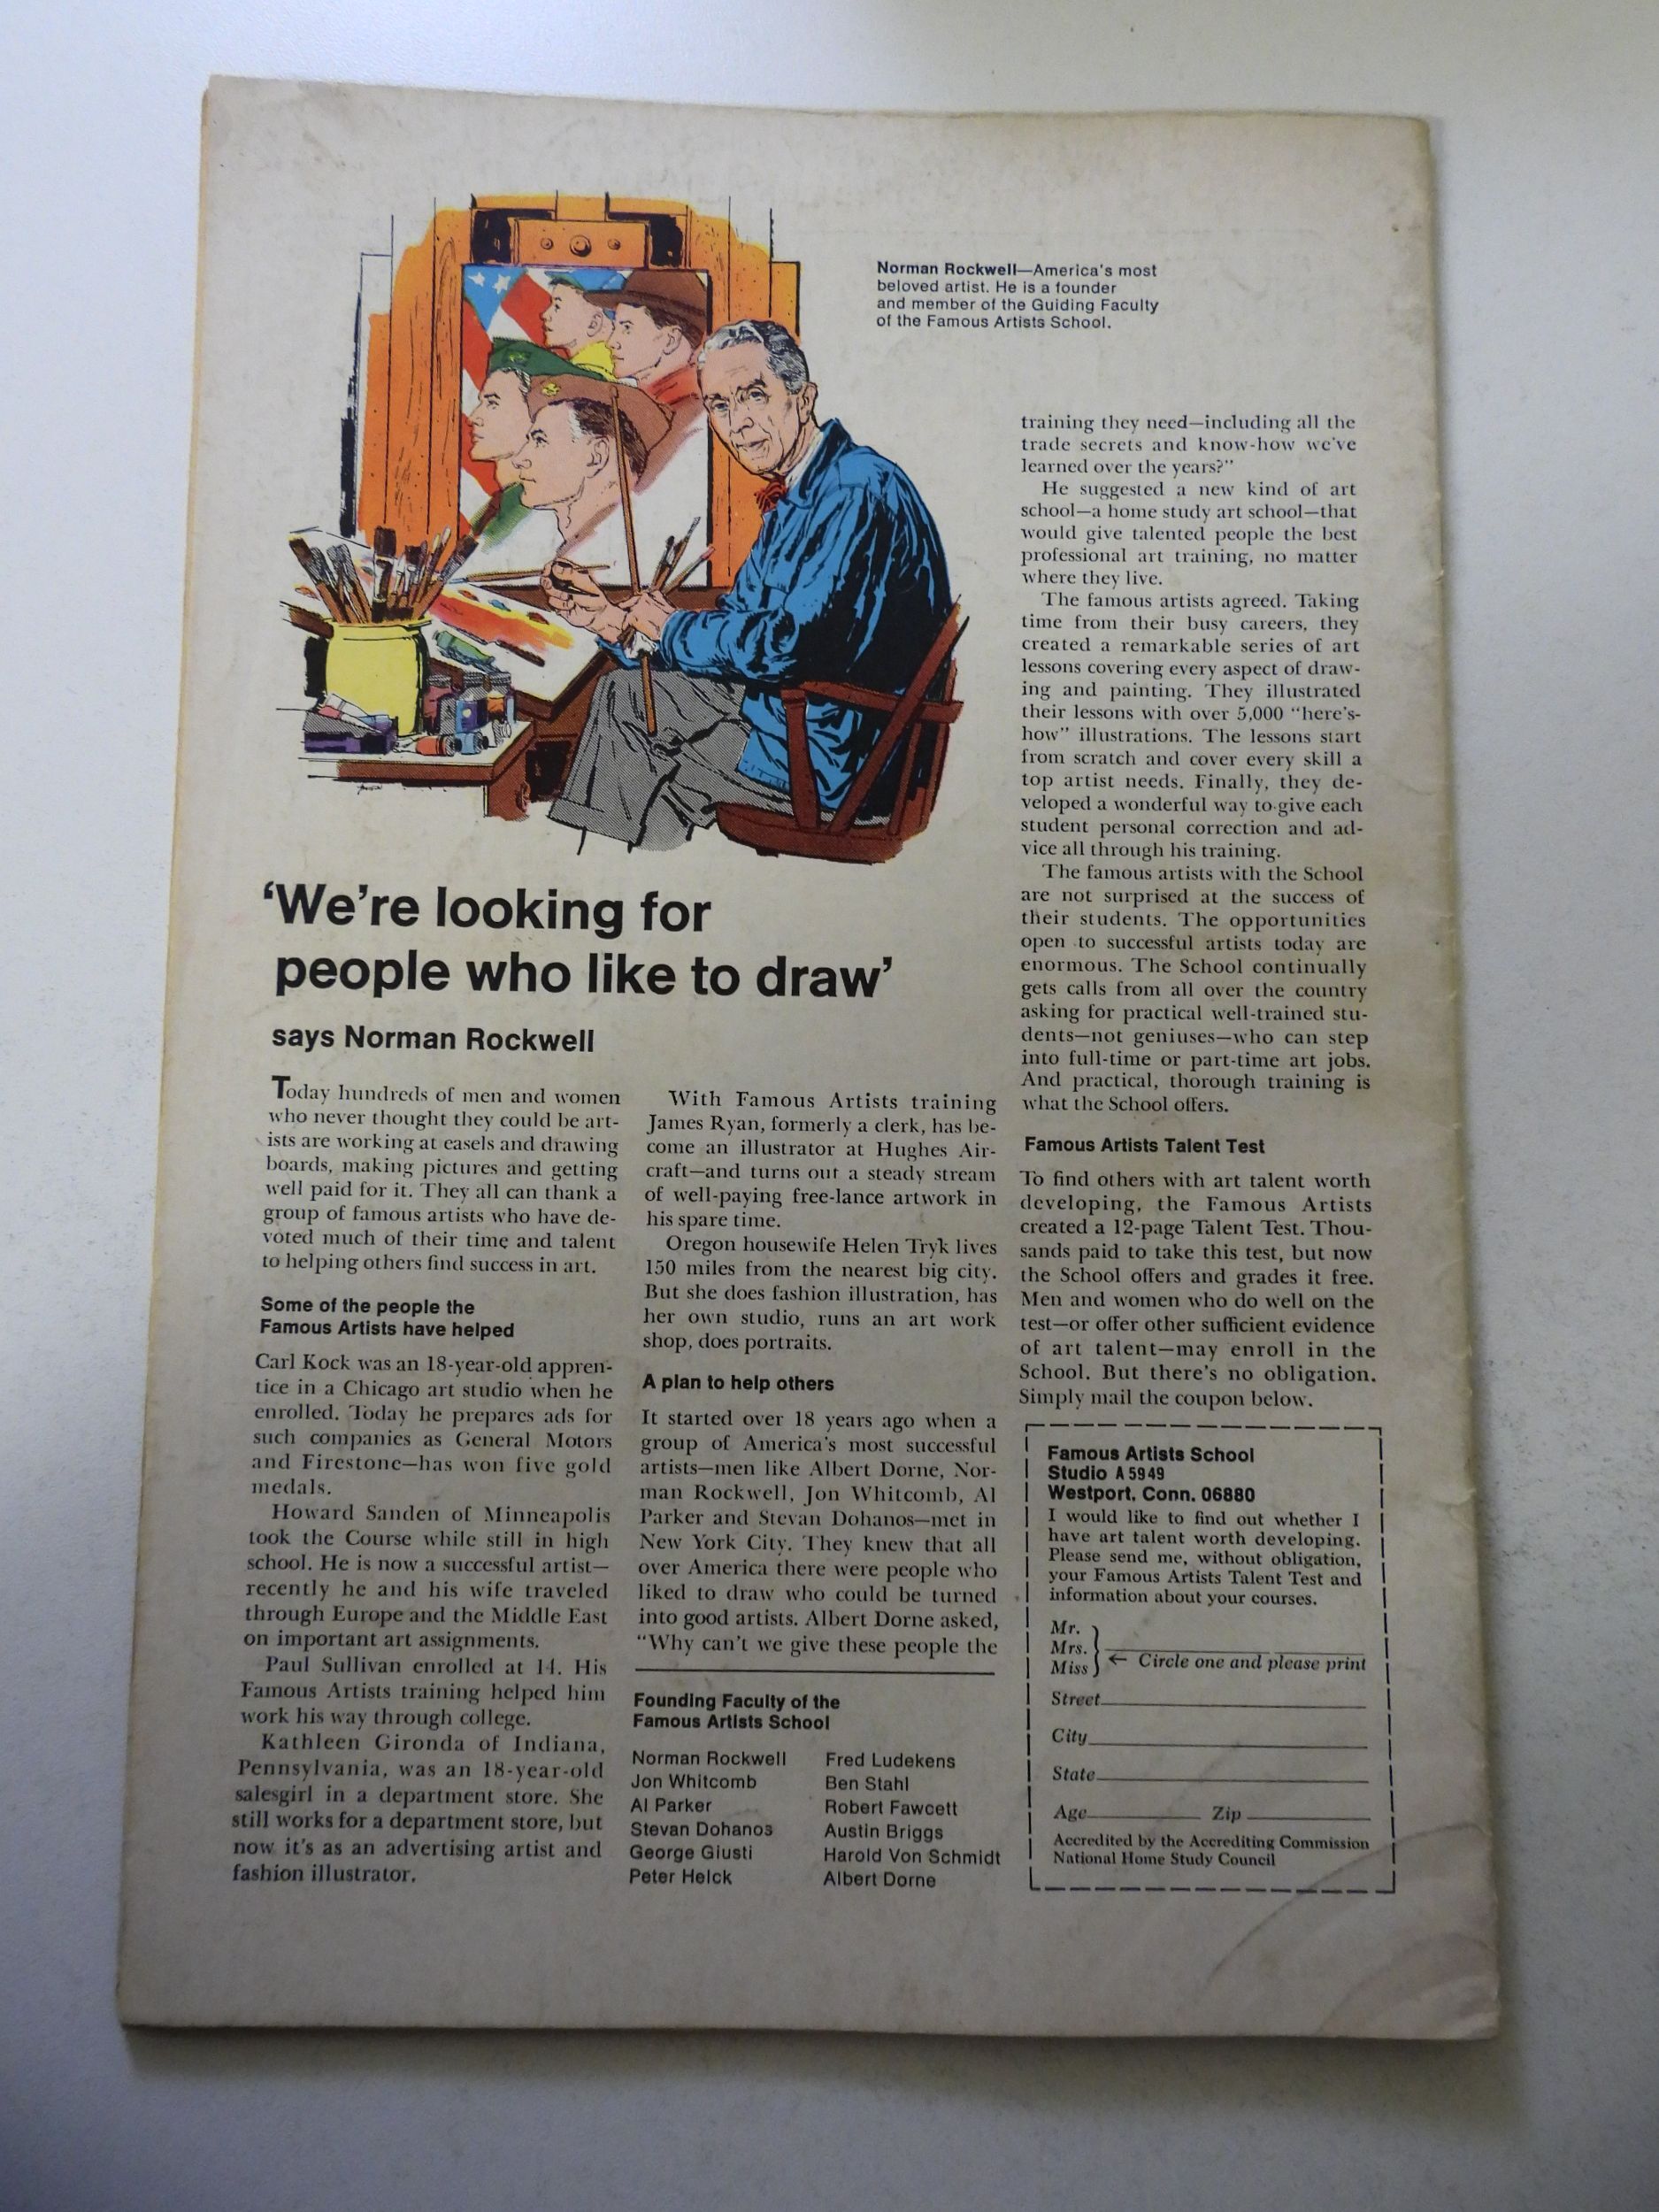 Norman Rockwell—America's most
beloved artist. He is a founder
and member of the Guiding Faculty
of the Famous Artists School.
'We're looking for
people who like to draw'
says Norman Rockwell
Today hundreds of men and women
who never thought they could be art-
ists are working at easels and drawing
boards, making pictures and getting
well paid for it. They all can thank a
group of famous artists who have de-
voted much of their time and talent
to helping others find success in art.
Some of the people the
Famous Artists have helped
Carl Kock was an 18-year-old appren-
tice in a Chicago art studio when he
enrolled. Today he prepares ads for
such companies as General Motors
and Firestone—has won five gold
medals.
Howard Sanden of Minneapolis
took the Course while still in high
school. He is now a successful artist—
recently he and his wife traveled
through Europe and the Middle East
on important art assignments.
Paul Sullivan enrolled at 14. His
Famous Artists training helped him
work his way through college.
Kathleen Gironda of Indiana,
Pennsylvania, was an 18-year-old
salesgirl in a department store. She
still works for a department store, but
now it's as an advertising artist and
fashion illustrator.
With Famous Artists training
James Ryan, formerly a clerk, has be-
come an illustrator at Hughes Air-
craft—and turns out a steady stream
of well-paying free-lance artwork in
his spare time.
Oregon housewife Helen Tryk lives
150 miles from the nearest big city.
But she does fashion illustration, has
her own studio, runs an art work
shop, does portraits.
A plan to help others
It started over 18 years ago when a
group of America's most successful
artists—men like Albert Dorne, Nor-
man Rockwell, Jon Whitcomb, Al
Parker and Stevan Dohanos—met in
New York City. They knew that all
over America there were people who
liked to draw who could be turned
into good artists. Albert Dorne asked,
"Why can't we give these people the
Founding Faculty of the
Famous Artists School
Norman Rockwell
Jon Whitcomb
Al Parker
Stevan Dohanos
George Giusti
Peter Helck
Fred Ludekens
Ben Stahl
Robert Fawcett
Austin Briggs
Harold Von Schmidt
Albert Dorne
training they need—including all the
trade secrets and know-how we've
learned over the years?"
He suggested a new kind of art
school—a home study art school—that
would give talented people the best
professional art training, no matter
where they live.
The famous artists agreed. Taking
time from their busy careers, they
created a remarkable series of art
lessons covering every aspect of draw-
ing and painting. They illustrated
their lessons with over 5,000 "here's-
how" illustrations. The lessons start
from scratch and cover every skill a
top artist needs. Finally, they de-
veloped a wonderful way to give each
student personal correction and ad-
vice all through his training.
The famous artists with the School
are not surprised at the success of
their students. The opportunities
open to successful artists today are
enormous. The School continually
gets calls from all over the country
asking for practical well-trained stu-
dents—not geniuses—who can step
into full-time or part-time art jobs.
And practical, thorough training is
what the School offers.
Famous Artists Talent Test
To find others with art talent worth
developing, the Famous Artists
created a 12-page Talent Test. Thou-
sands paid to take this test, but now
the School offers and grades it free.
Men and women who do well on the
test—or offer other sufficient evidence
of art talent—may enroll in the
School. But there's no obligation.
Simply mail the coupon below.
Famous Artists School
Studio A5949
Westport, Conn. 06880
I would like to find out whether I
have art talent worth developing.
Please send me, without obligation,
your Famous Artists Talent Test and
information about your courses.
Mr.
Mrs.
Miss ← Circle one and please print
Street
City
State
Age Zip
Accredited by the Accrediting Commission
National Home Study Council